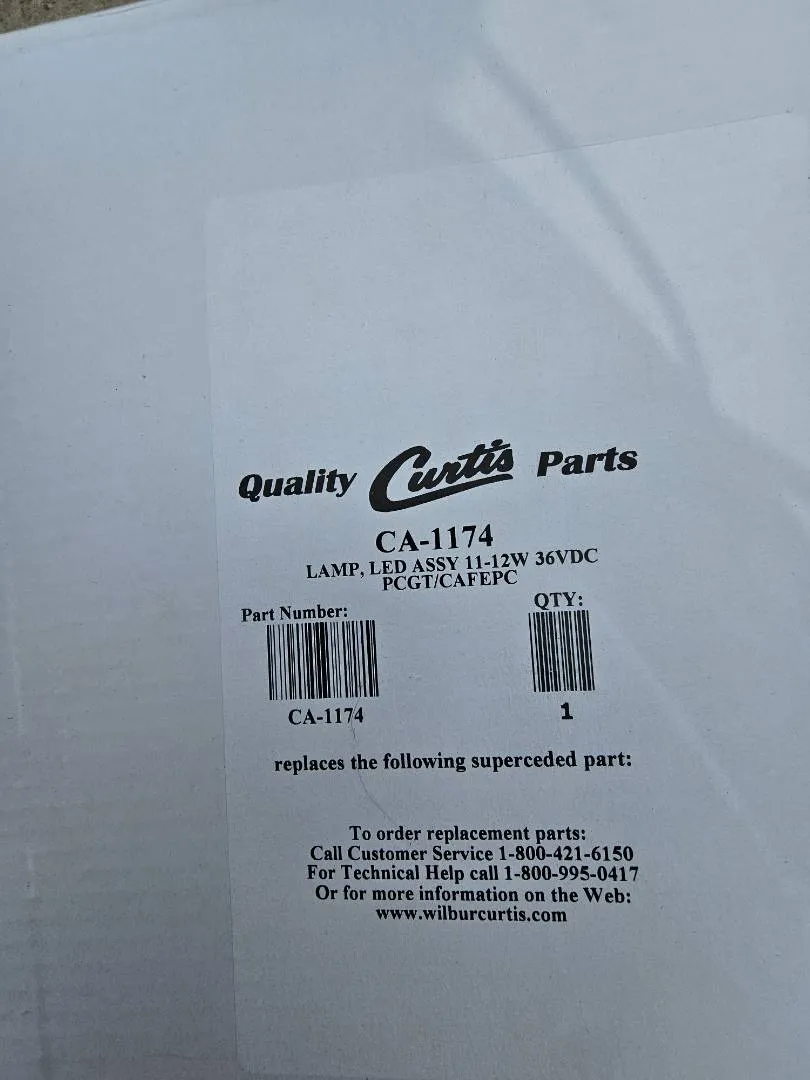 Quality Curtis Parts
CA-1174
LAMP, LED ASSY 11-12W 36VDC
PCGT/CAFEPC
Part Number: QTY:
CA-1174 1
replaces the following superceded part:
To order replacement parts:
Call Customer Service 1-800-421-6150
For Technical Help call 1-800-995-0417
Or for more information on the Web:
www.wilburcurtis.com